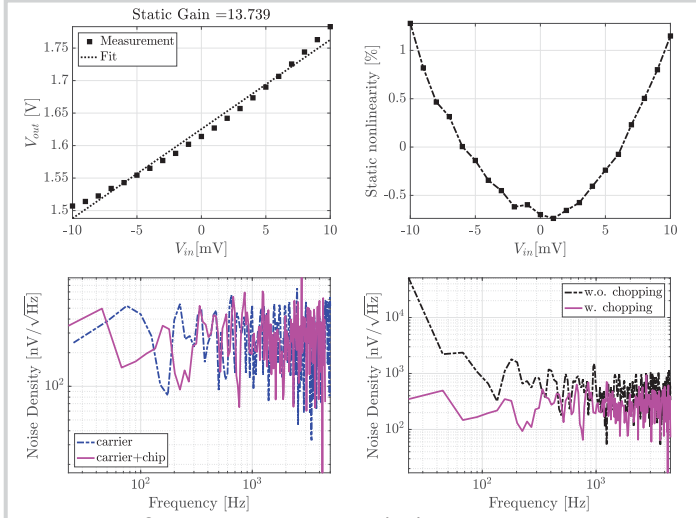 Static Gain =13.739
Measurement
Fit
1.75
1.7
1.65
1.6
1.55
1.5
V_out [V]
-10
-5
0
5
10
V_in[mV]
1
0.5
0
-0.5
Static nonlinearity [%]
-10
-5
0
5
10
V_in[mV]
Noise Density [nV/√Hz]
10^2
carrier
carrier+chip
10^2
10^3
Frequency [Hz]
Noise Density [nV/√Hz]
10^4
10^3
10^2
w.o. chopping
w. chopping
10^2
10^3
Frequency [Hz]